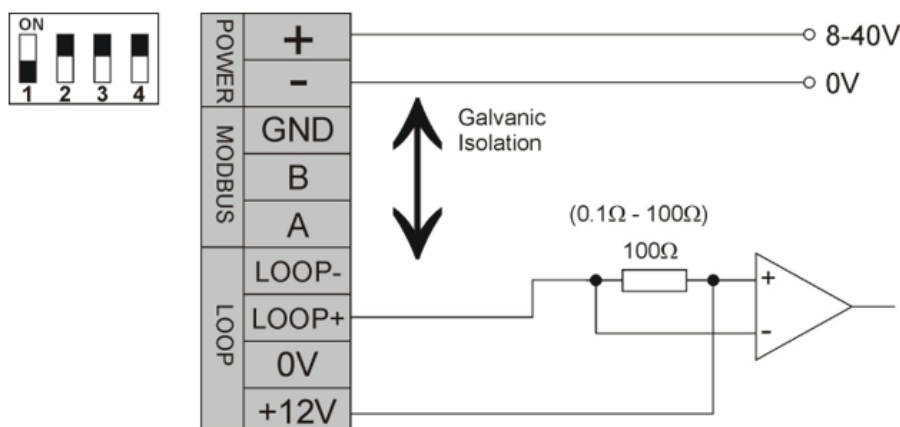 ON
1 2 3 4
POWER
+
-
MODBUS
GND
B
A
LOOP
LOOP-
LOOP+
0V
+12V
8-40V
0V
Galvanic
Isolation
(0.1Ω - 100Ω)
100Ω
+
-